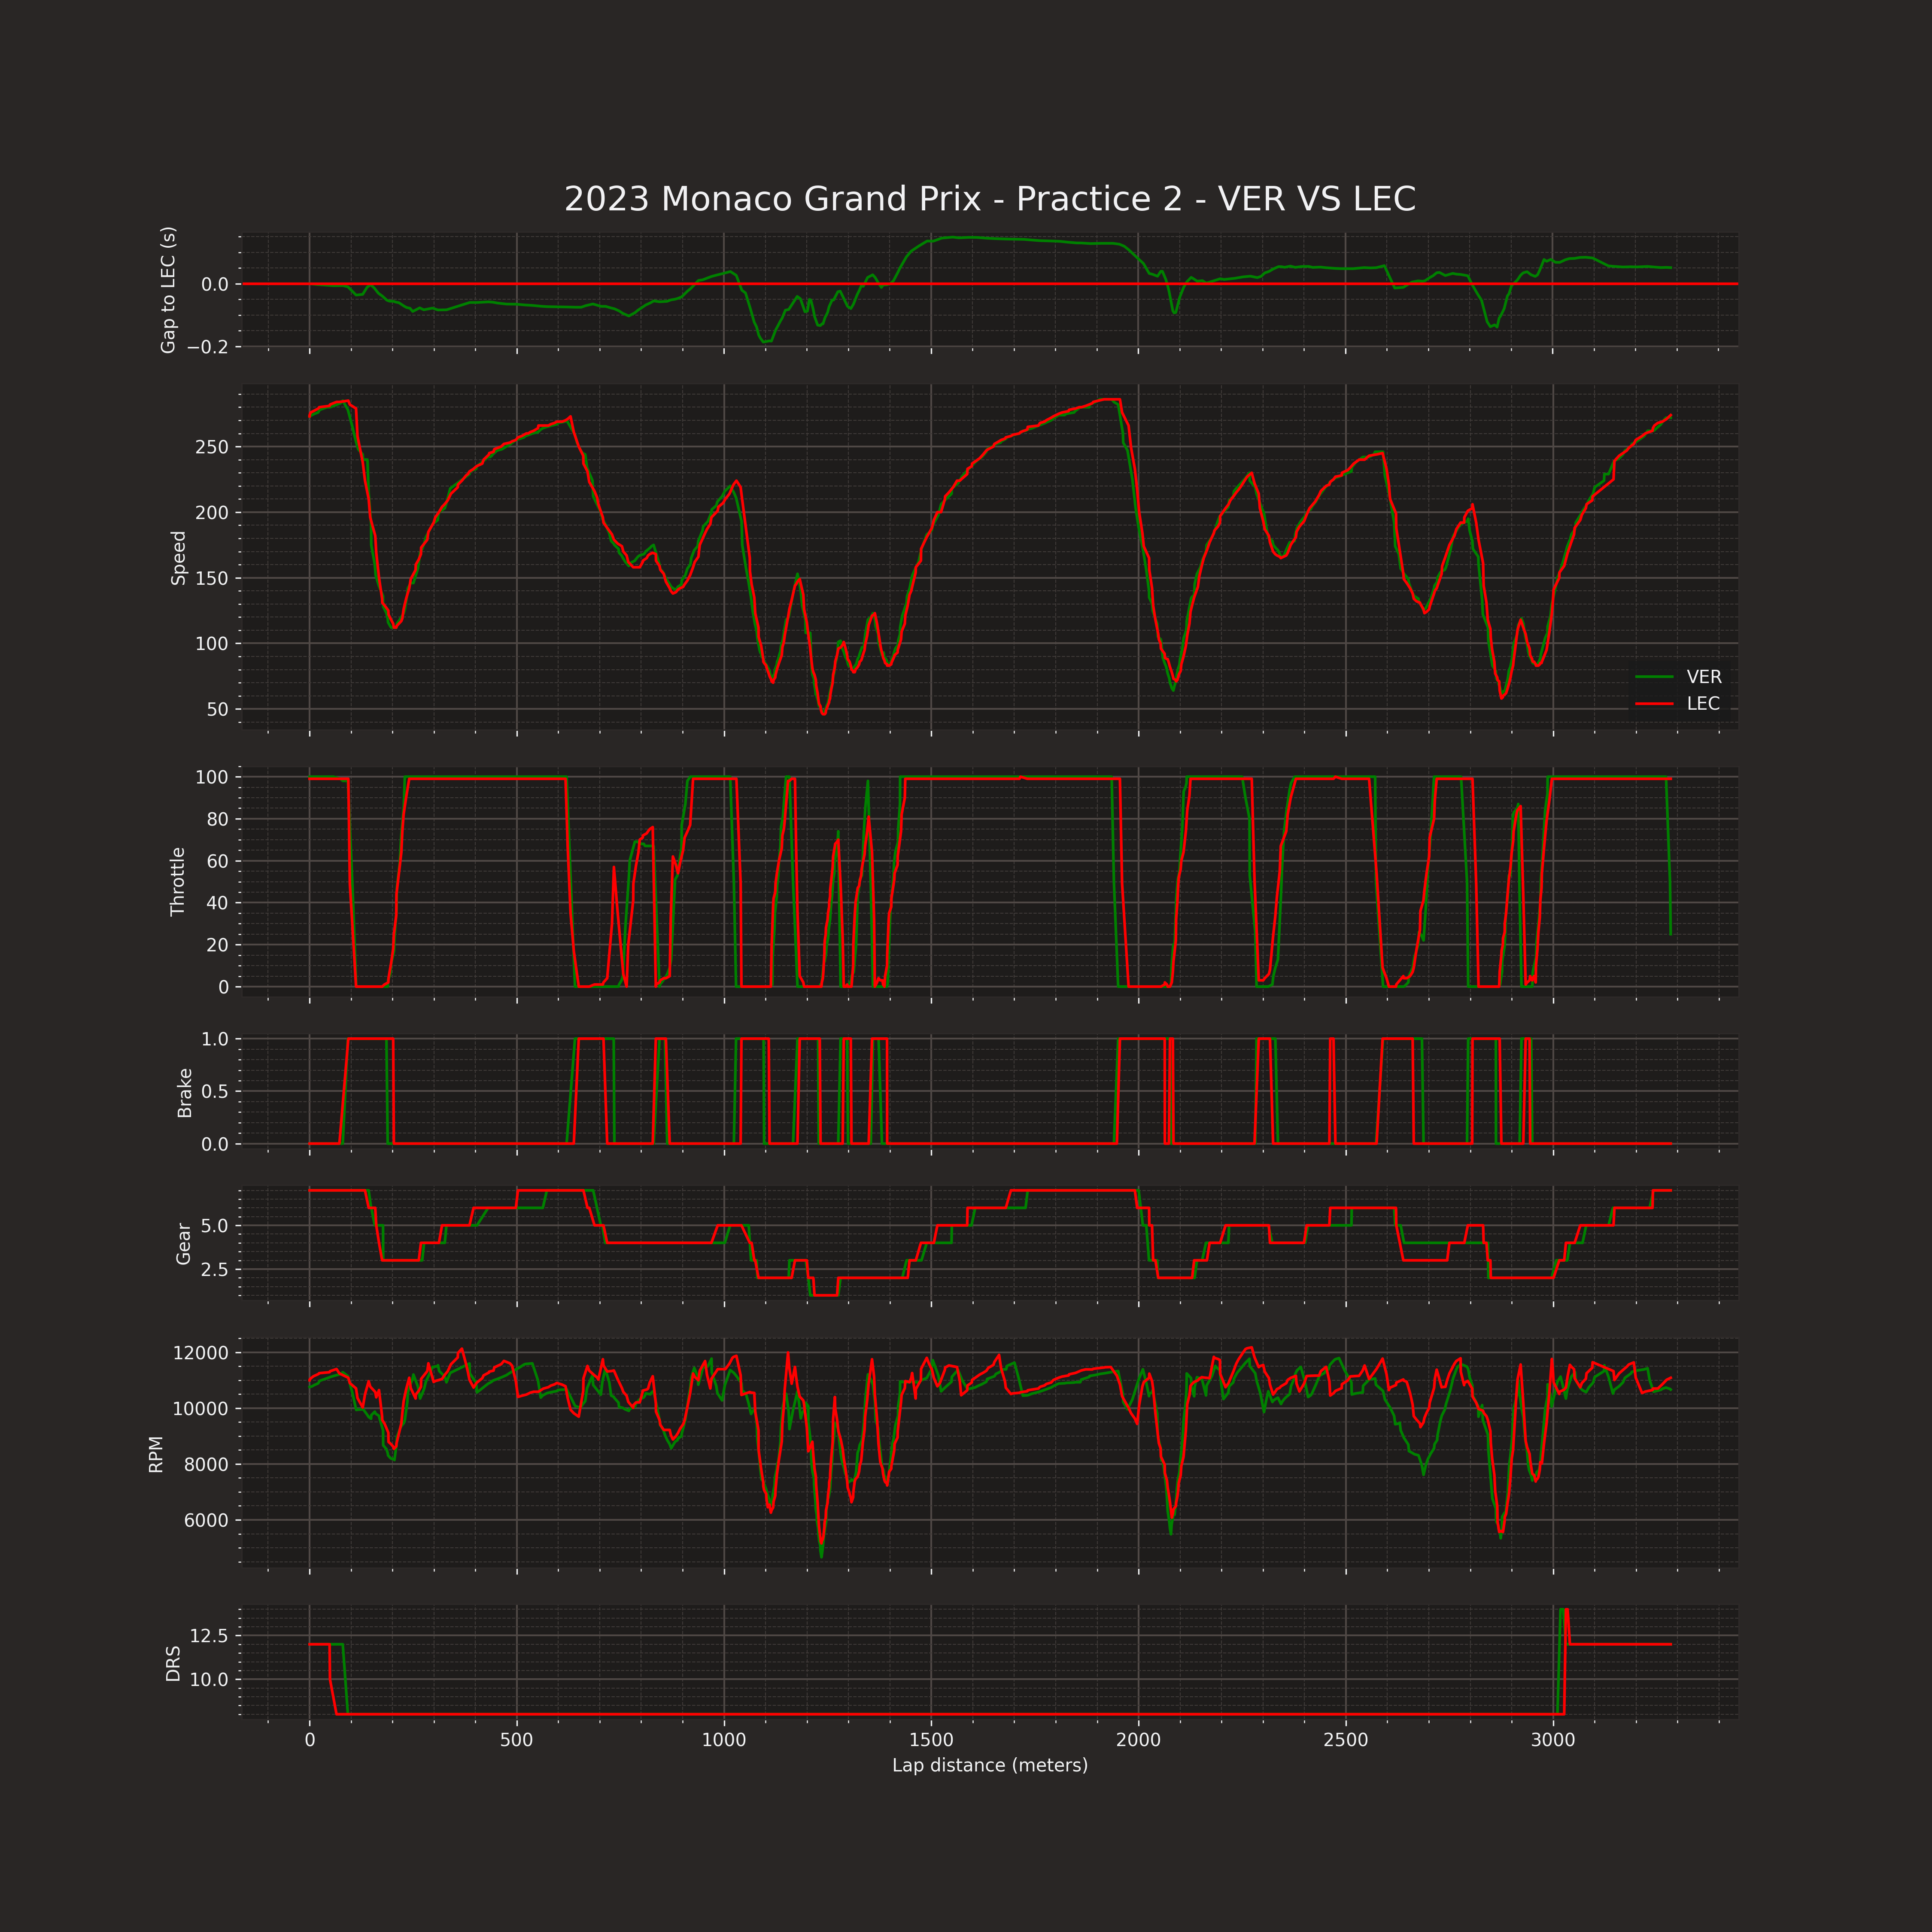 2023 Monaco Grand Prix - Practice 2 - VER VS LEC
Gap to LEC (s)
0.0
−0.2
Speed
250
200
150
100
50
VER
LEC
Throttle
100
80
60
40
20
0
Brake
1.0
0.5
0.0
Gear
5.0
2.5
RPM
12000
10000
8000
6000
DRS
12.5
10.0
0 500 1000 1500 2000 2500 3000
Lap distance (meters)